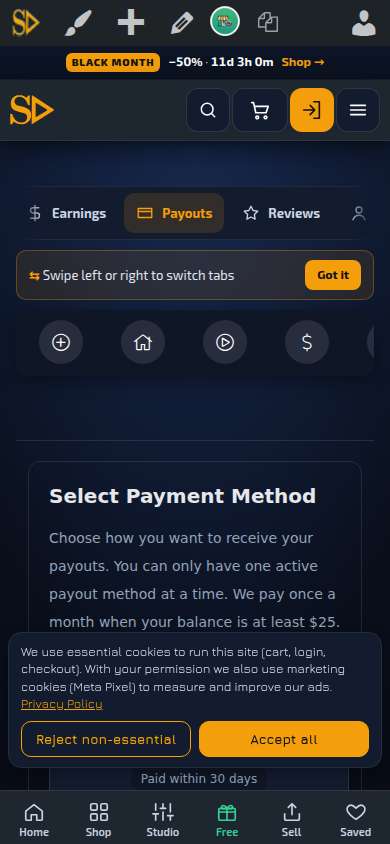 S
BLACK MONTH −50% · 11d 3h 0m Shop →
S
Earnings Payouts Reviews
⇆ Swipe left or right to switch tabs Got it
Select Payment Method
Choose how you want to receive your
payouts. You can only have one active
payout method at a time. We pay once a
month when your balance is at least $25.
We use essential cookies to run this site (cart, login,
checkout). With your permission we also use marketing
cookies (Meta Pixel) to measure and improve our ads.
Privacy Policy
Reject non-essential Accept all
Paid within 30 days
Home Shop Studio Free Sell Saved